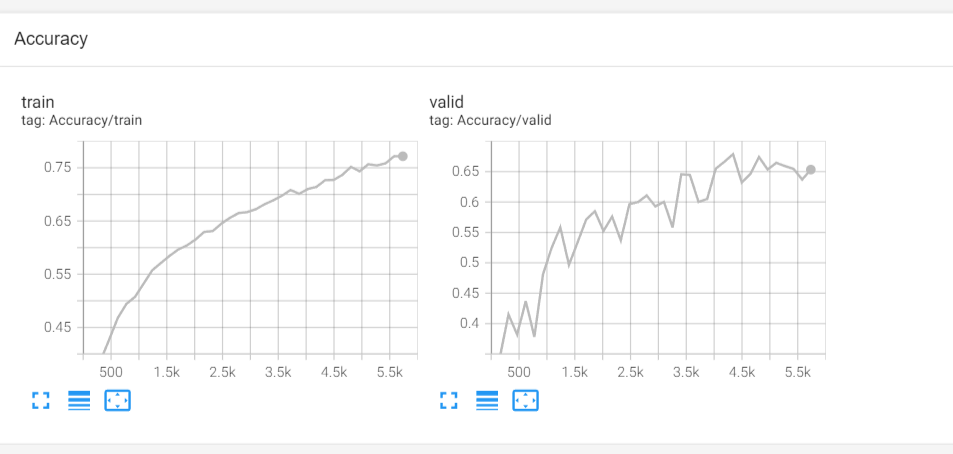 Accuracy
train
tag: Accuracy/train
0.75
0.65
0.55
0.45
500 1.5k 2.5k 3.5k 4.5k 5.5k
valid
tag: Accuracy/valid
0.65
0.6
0.55
0.5
0.45
0.4
500 1.5k 2.5k 3.5k 4.5k 5.5k